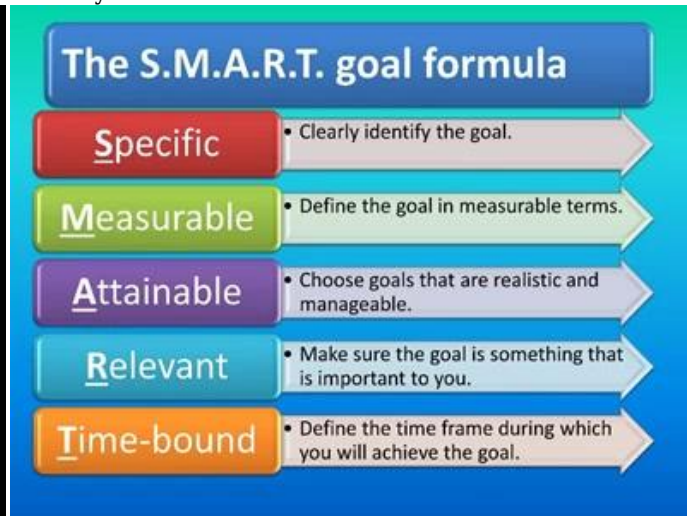 The S.M.A.R.T. goal formula
Specific
• Clearly identify the goal.
Measurable
• Define the goal in measurable terms.
Attainable
• Choose goals that are realistic and
manageable.
Relevant
• Make sure the goal is something that
is important to you.
Time-bound
• Define the time frame during which
you will achieve the goal.